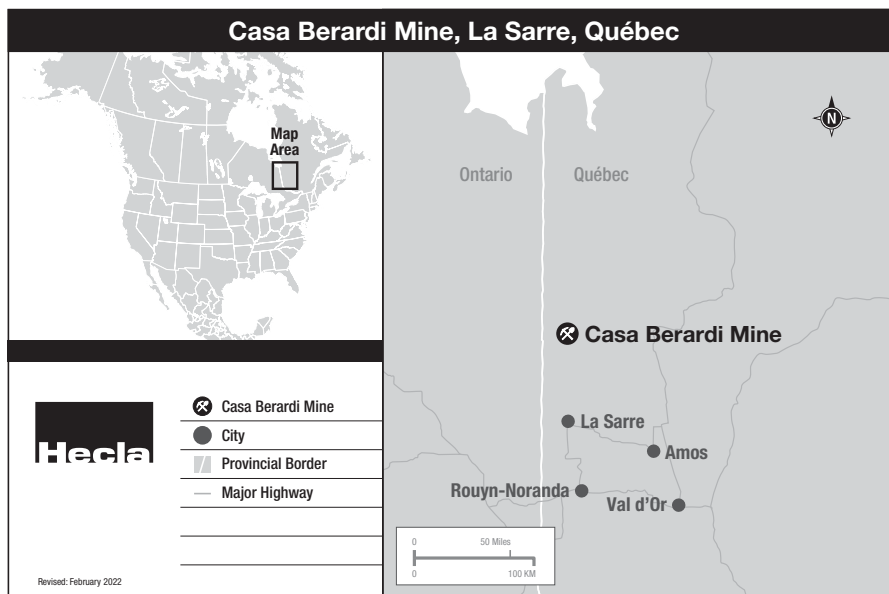 Casa Berardi Mine, La Sarre, Québec
Map
Area
Hecla
Casa Berardi Mine
City
Provincial Border
Major Highway
Revised: February 2022
N
Ontario
Québec
Casa Berardi Mine
La Sarre
Amos
Rouyn-Noranda
Val d'Or
0
50 Miles
0
100 KM